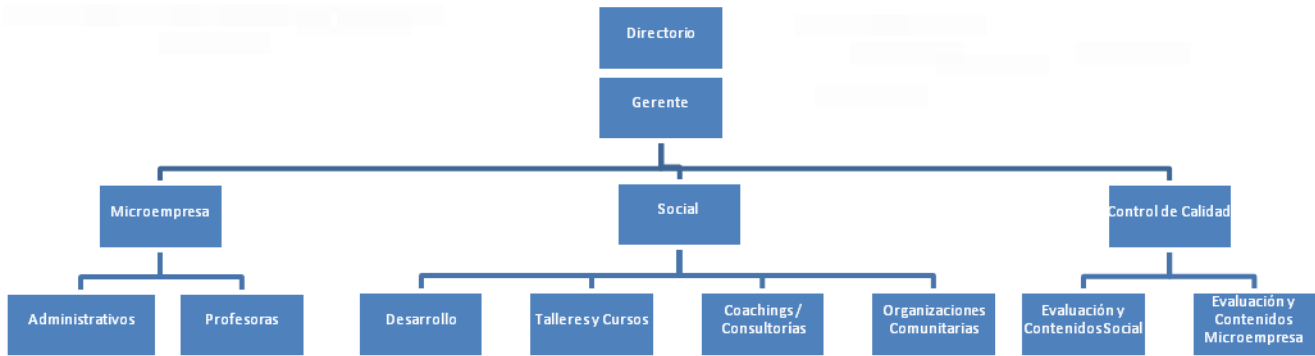 Directorio
Gerente
Microempresa
Social
Control de Calidad
Administrativos
Profesoras
Desarrollo
Talleres y Cursos
Coachings /
Consultorías
Organizaciones
Comunitarias
Evaluación y
Contenidos Social
Evaluación y
Contenidos
Microempresa